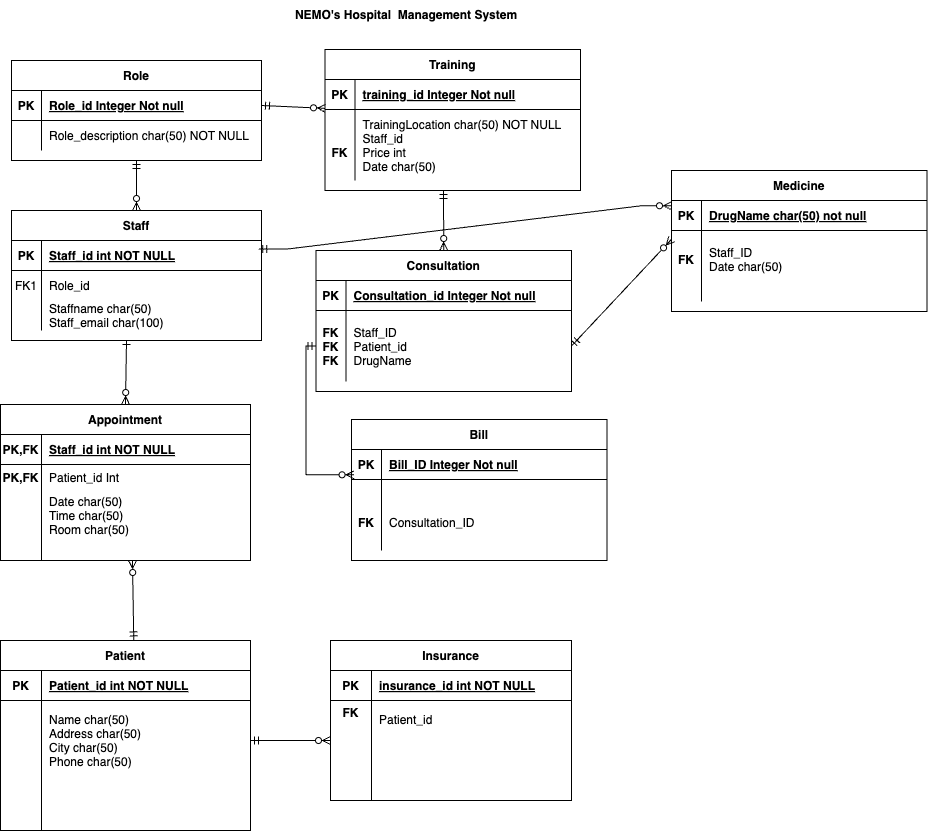 NEMO's Hospital  Management System
Role
PK Role_id Integer Not null
Role_description char(50) NOT NULL
Training
PK training_id Integer Not null
TrainingLocation char(50) NOT NULL
Staff_id
FK Price int
Date char(50)
Medicine
PK DrugName char(50) not null
FK Staff_ID
Date char(50)
Staff
PK Staff_id int NOT NULL
FK1 Role_id
Staffname char(50)
Staff_email char(100)
Consultation
PK Consultation_id Integer Not null
FK Staff_ID
FK Patient_id
FK DrugName
Appointment
PK,FK Staff_id int NOT NULL
PK,FK Patient_id Int
Date char(50)
Time char(50)
Room char(50)
Bill
PK Bill_ID Integer Not null
FK Consultation_ID
Patient
PK Patient_id int NOT NULL
Name char(50)
Address char(50)
City char(50)
Phone char(50)
Insurance
PK insurance_id int NOT NULL
FK Patient_id